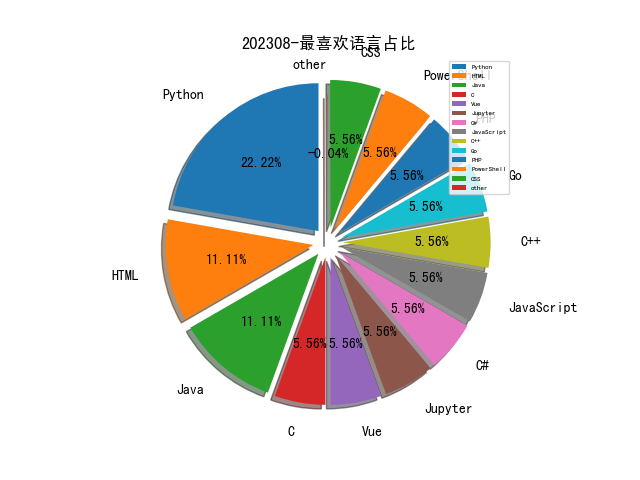 202308-最喜欢语言占比
Python
HTML
Java
C
Vue
Jupyter
C#
JavaScript
C++
Go
PHP
PowerShell
CSS
other
22.22%
11.11%
11.11%
5.56%
5.56%
5.56%
5.56%
5.56%
5.56%
5.56%
5.56%
5.56%
5.56%
-0.04%
Python
HTML
Java
C
Vue
Jupyter
C#
JavaScript
C++
Go
PHP
PowerShell
CSS
other